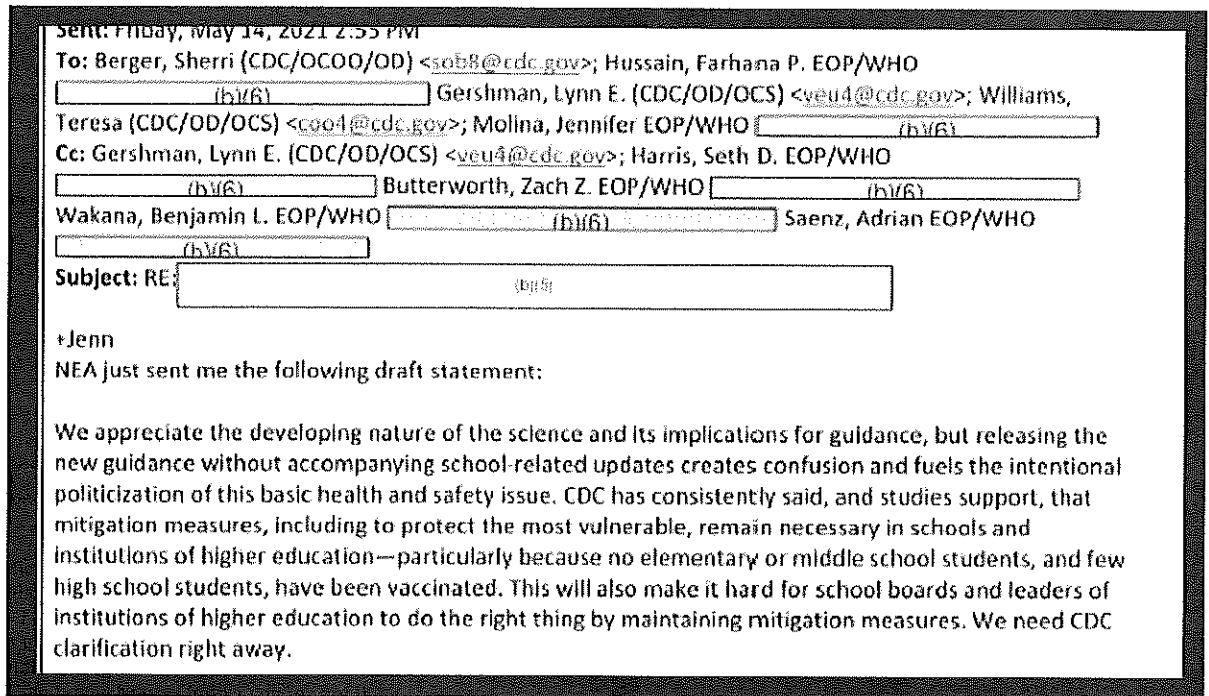 Sent: Friday, May 14, 2021 2:55 PM
To: Berger, Sherri (CDC/OCOO/OD) <sob8@cdc.gov>; Hussain, Farhana P. EOP/WHO
(b)(6) Gershman, Lynn E. (CDC/OD/OCS) <veu4@cdc.gov>; Williams,
Teresa (CDC/OD/OCS) <coo4@cdc.gov>; Molina, Jennifer EOP/WHO (b)(6)
Cc: Gershman, Lynn E. (CDC/OD/OCS) <veu4@cdc.gov>; Harris, Seth D. EOP/WHO
(b)(6) Butterworth, Zach Z. EOP/WHO (b)(6)
Wakana, Benjamin L. EOP/WHO (b)(6) Saenz, Adrian EOP/WHO
(b)(6)
Subject: RE: (b)(5)
+Jenn
NEA just sent me the following draft statement:
We appreciate the developing nature of the science and its implications for guidance, but releasing the
new guidance without accompanying school-related updates creates confusion and fuels the intentional
politicization of this basic health and safety issue. CDC has consistently said, and studies support, that
mitigation measures, including to protect the most vulnerable, remain necessary in schools and
institutions of higher education—particularly because no elementary or middle school students, and few
high school students, have been vaccinated. This will also make it hard for school boards and leaders of
institutions of higher education to do the right thing by maintaining mitigation measures. We need CDC
clarification right away.